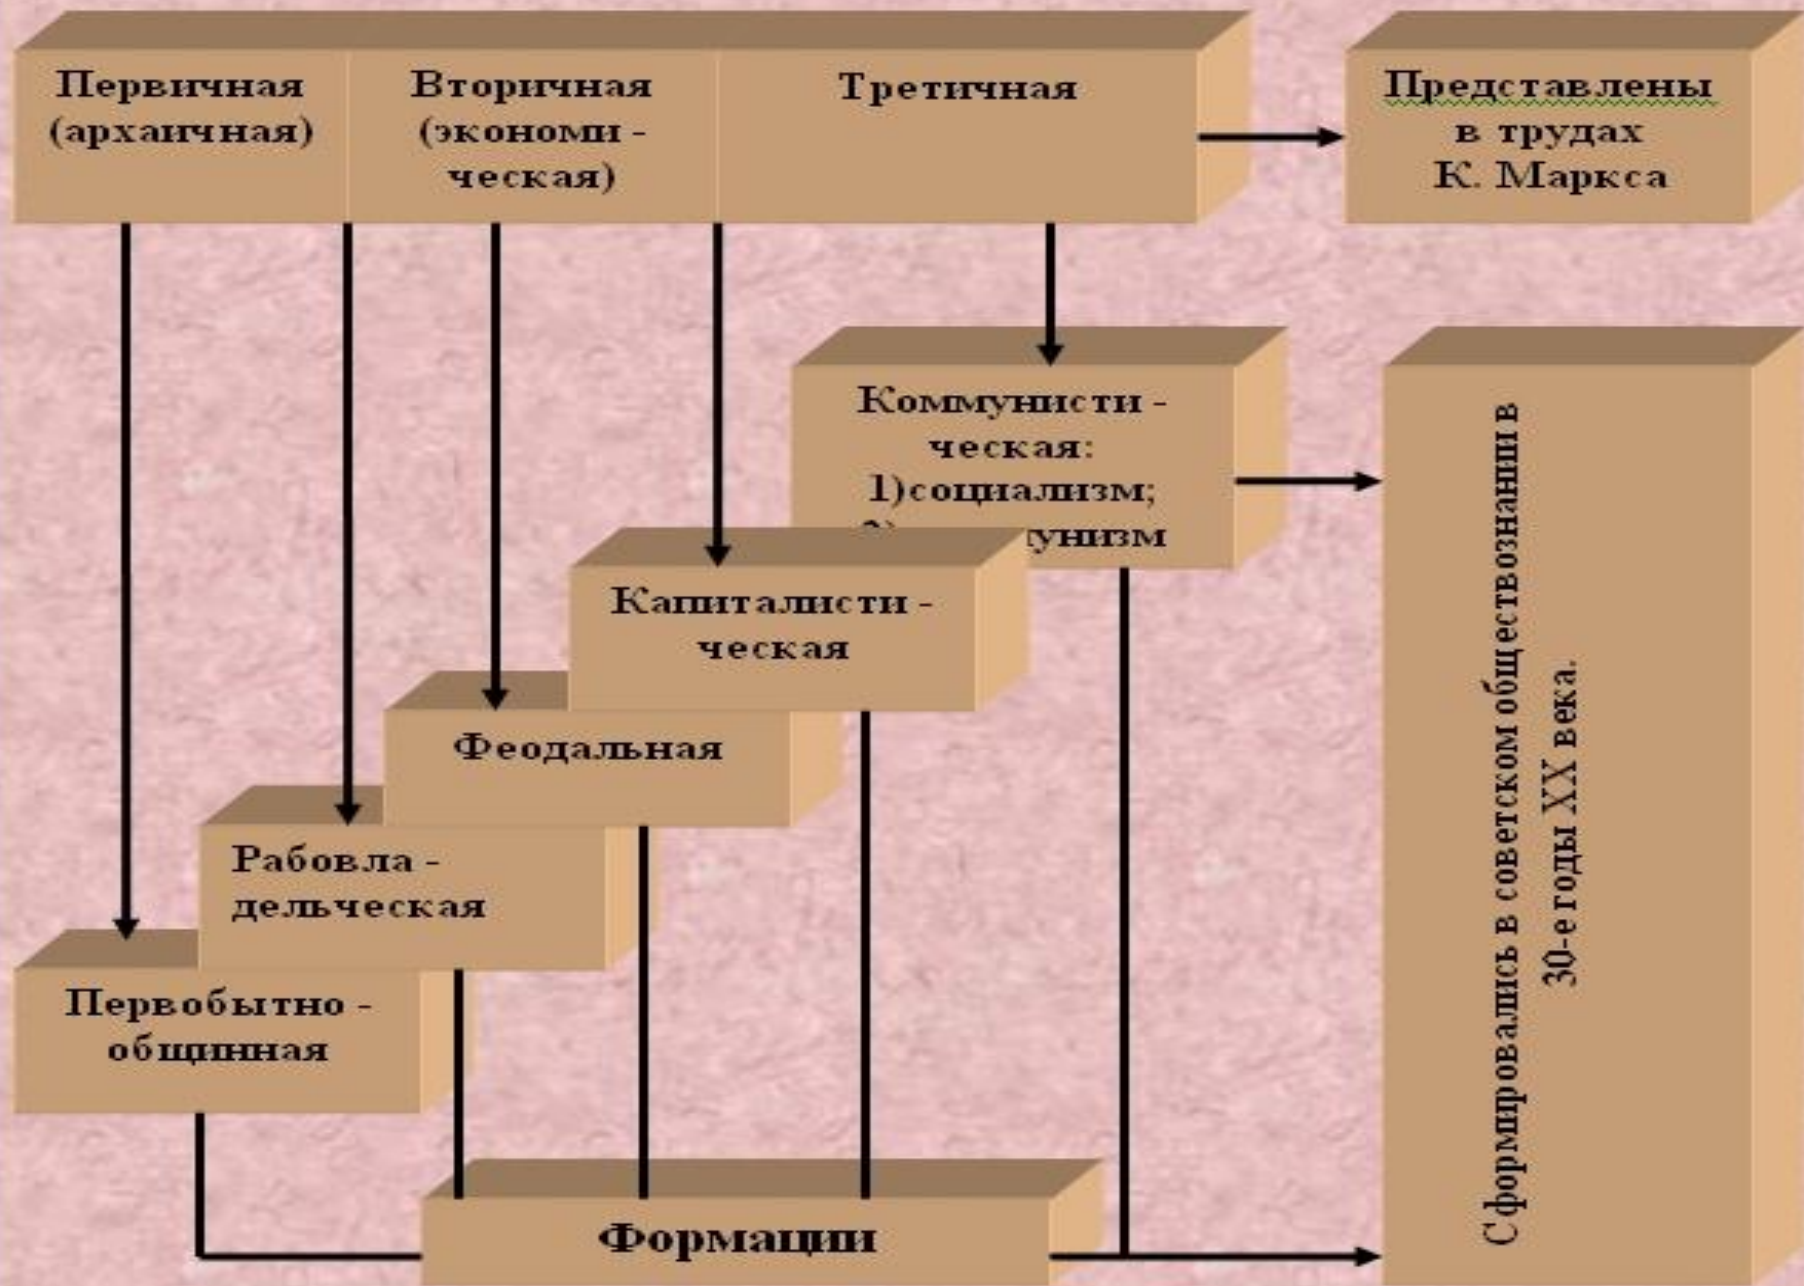 Первичная
(архаичная)
Вторичная
(экономи -
ческая)
Третичная
Представлены
в трудах
К. Маркса
Коммунисти -
ческая:
1)социализм;
Капиталисти -
ческая
Феодальная
Рабовла -
дельческая
Первобытно -
общинная
Формации
Сформировались в советском обществознании в
30-е годы XX века.